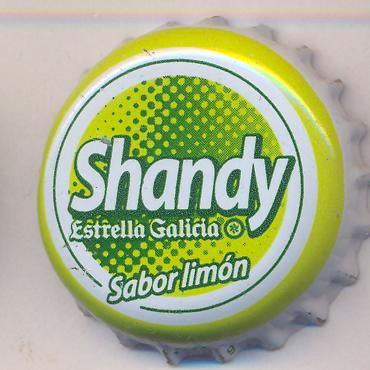 Shandy
Estrella Galicia
Sabor limón